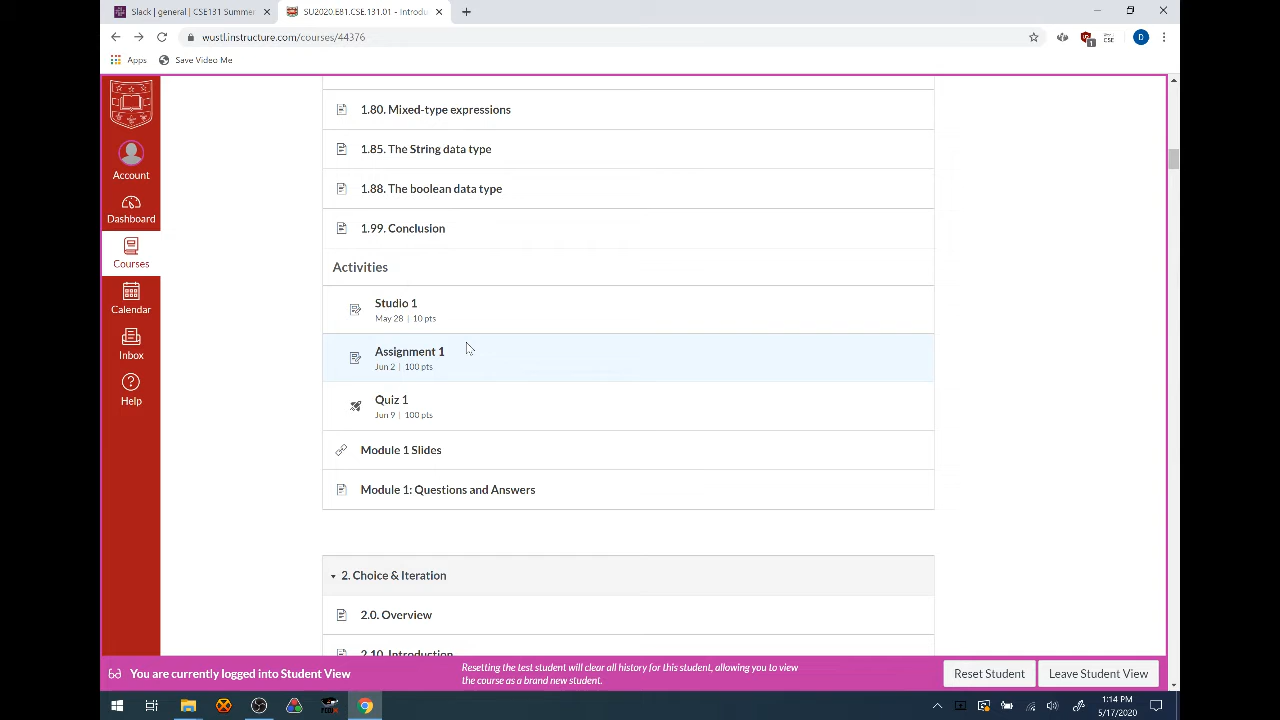 Slack | general | CSE131 Summer
SU2020.E81.CSE.131.01 - Introdu
wustl.instructure.com/courses/44376
1
CSE
D
Apps
Save Video Me
Account
Dashboard
Courses
Calendar
Inbox
Help
1.80. Mixed-type expressions
1.85. The String data type
1.88. The boolean data type
1.99. Conclusion
Activities
Studio 1
May 28 | 10 pts
Assignment 1
Jun 2 | 100 pts
Quiz 1
Jun 9 | 100 pts
Module 1 Slides
Module 1: Questions and Answers
2. Choice & Iteration
2.0. Overview
2.10. Introduction
You are currently logged into Student View
Resetting the test student will clear all history for this student, allowing you to view
the course as a brand new student.
Reset Student
Leave Student View
1:14 PM
5/17/2020